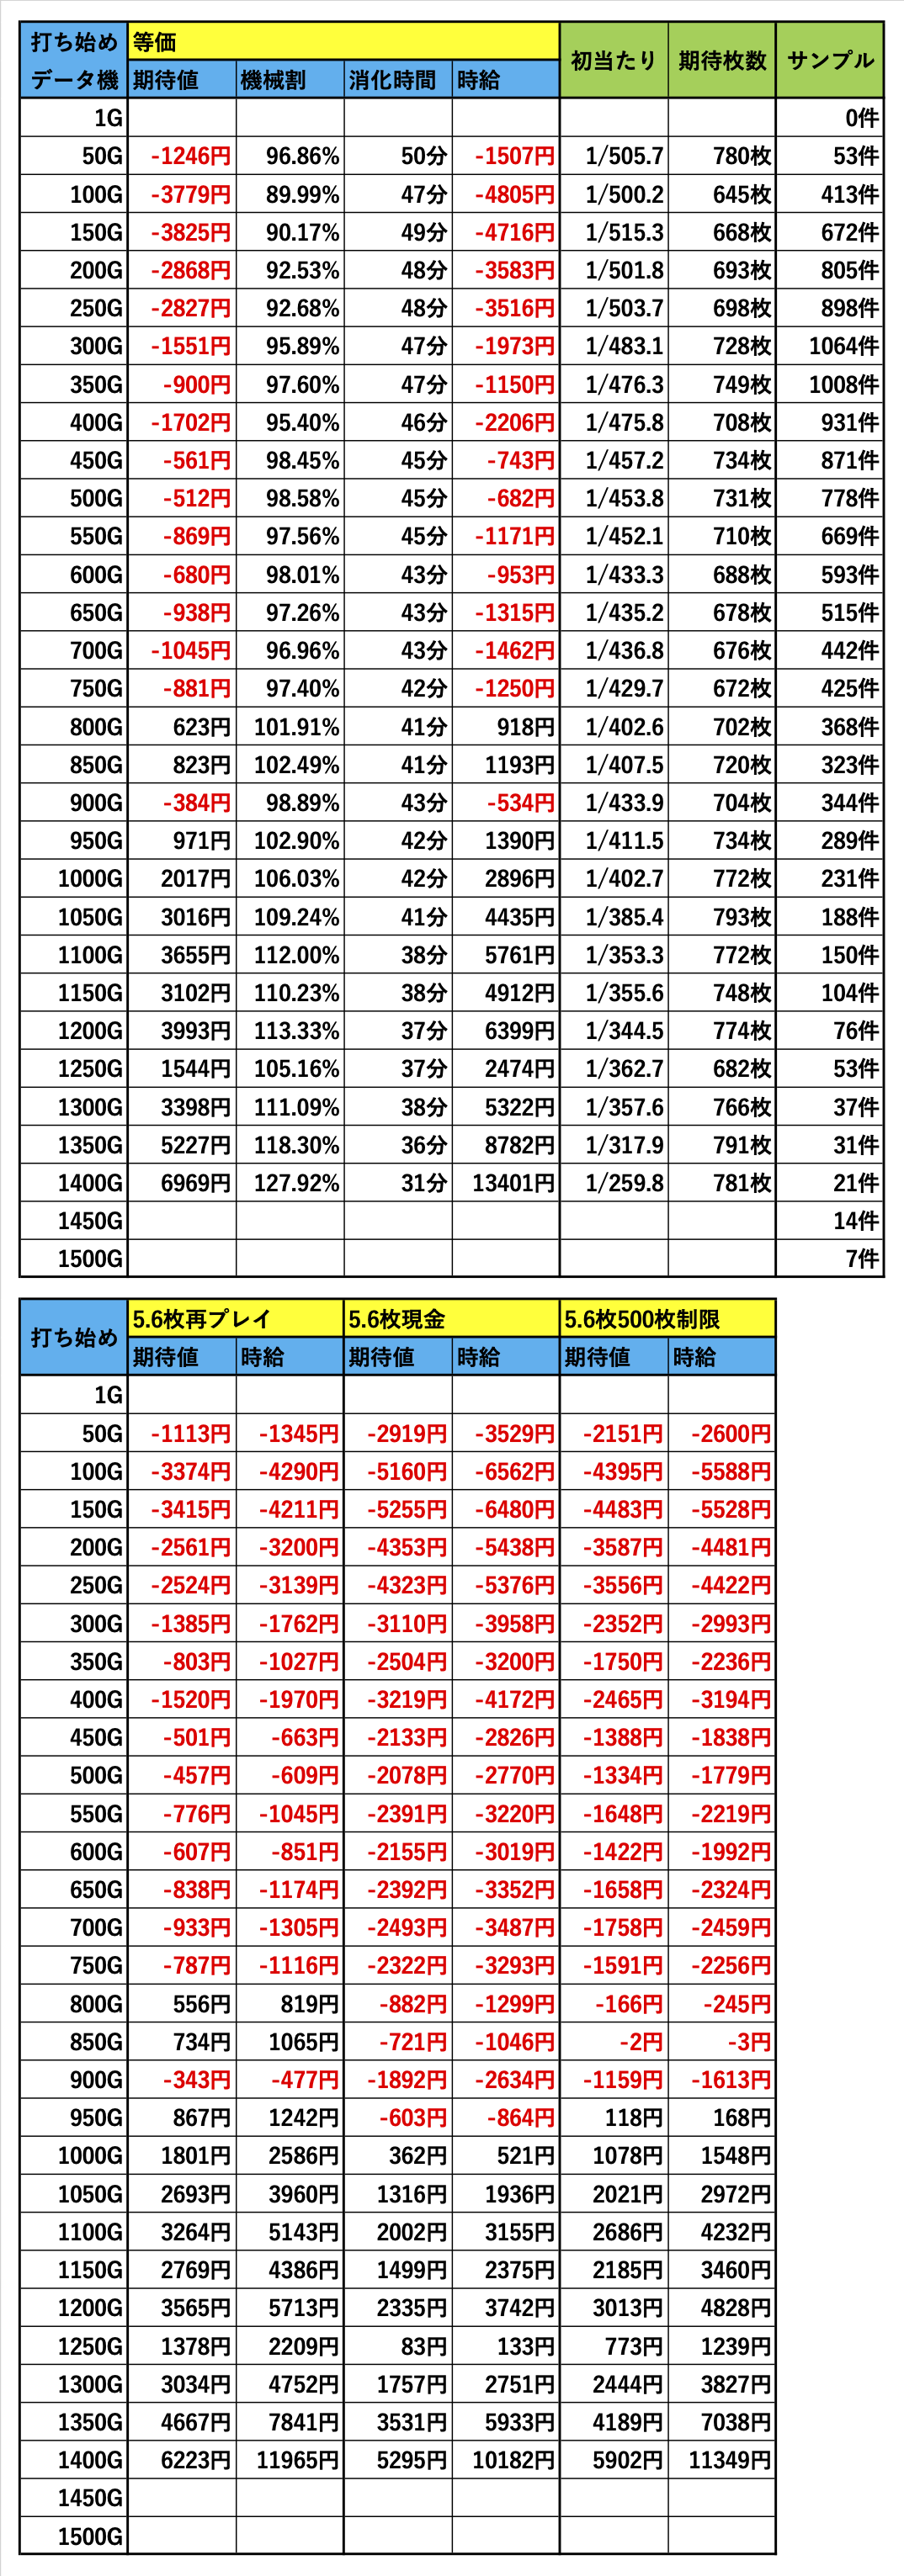 打ち始め 等価 初当たり 期待枚数 サンプル
データ機 期待値 機械割 消化時間 時給
1G 0件
50G -1246円 96.86% 50分 -1507円 1/505.7 780枚 53件
100G -3779円 89.99% 47分 -4805円 1/500.2 645枚 413件
150G -3825円 90.17% 49分 -4716円 1/515.3 668枚 672件
200G -2868円 92.53% 48分 -3583円 1/501.8 693枚 805件
250G -2827円 92.68% 48分 -3516円 1/503.7 698枚 898件
300G -1551円 95.89% 47分 -1973円 1/483.1 728枚 1064件
350G -900円 97.60% 47分 -1150円 1/476.3 749枚 1008件
400G -1702円 95.40% 46分 -2206円 1/475.8 708枚 931件
450G -561円 98.45% 45分 -743円 1/457.2 734枚 871件
500G -512円 98.58% 45分 -682円 1/453.8 731枚 778件
550G -869円 97.56% 45分 -1171円 1/452.1 710枚 669件
600G -680円 98.01% 43分 -953円 1/433.3 688枚 593件
650G -938円 97.26% 43分 -1315円 1/435.2 678枚 515件
700G -1045円 96.96% 43分 -1462円 1/436.8 676枚 442件
750G -881円 97.40% 42分 -1250円 1/429.7 672枚 425件
800G 623円 101.91% 41分 918円 1/402.6 702枚 368件
850G 823円 102.49% 41分 1193円 1/407.5 720枚 323件
900G -384円 98.89% 43分 -534円 1/433.9 704枚 344件
950G 971円 102.90% 42分 1390円 1/411.5 734枚 289件
1000G 2017円 106.03% 42分 2896円 1/402.7 772枚 231件
1050G 3016円 109.24% 41分 4435円 1/385.4 793枚 188件
1100G 3655円 112.00% 38分 5761円 1/353.3 772枚 150件
1150G 3102円 110.23% 38分 4912円 1/355.6 748枚 104件
1200G 3993円 113.33% 37分 6399円 1/344.5 774枚 76件
1250G 1544円 105.16% 37分 2474円 1/362.7 682枚 53件
1300G 3398円 111.09% 38分 5322円 1/357.6 766枚 37件
1350G 5227円 118.30% 36分 8782円 1/317.9 791枚 31件
1400G 6969円 127.92% 31分 13401円 1/259.8 781枚 21件
1450G 14件
1500G 7件
打ち始め 5.6枚再プレイ 5.6枚現金 5.6枚500枚制限
期待値 時給 期待値 時給 期待値 時給
1G
50G -1113円 -1345円 -2919円 -3529円 -2151円 -2600円
100G -3374円 -4290円 -5160円 -6562円 -4395円 -5588円
150G -3415円 -4211円 -5255円 -6480円 -4483円 -5528円
200G -2561円 -3200円 -4353円 -5438円 -3587円 -4481円
250G -2524円 -3139円 -4323円 -5376円 -3556円 -4422円
300G -1385円 -1762円 -3110円 -3958円 -2352円 -2993円
350G -803円 -1027円 -2504円 -3200円 -1750円 -2236円
400G -1520円 -1970円 -3219円 -4172円 -2465円 -3194円
450G -501円 -663円 -2133円 -2826円 -1388円 -1838円
500G -457円 -609円 -2078円 -2770円 -1334円 -1779円
550G -776円 -1045円 -2391円 -3220円 -1648円 -2219円
600G -607円 -851円 -2155円 -3019円 -1422円 -1992円
650G -838円 -1174円 -2392円 -3352円 -1658円 -2324円
700G -933円 -1305円 -2493円 -3487円 -1758円 -2459円
750G -787円 -1116円 -2322円 -3293円 -1591円 -2256円
800G 556円 819円 -882円 -1299円 -166円 -245円
850G 734円 1065円 -721円 -1046円 -2円 -3円
900G -343円 -477円 -1892円 -2634円 -1159円 -1613円
950G 867円 1242円 -603円 -864円 118円 168円
1000G 1801円 2586円 362円 521円 1078円 1548円
1050G 2693円 3960円 1316円 1936円 2021円 2972円
1100G 3264円 5143円 2002円 3155円 2686円 4232円
1150G 2769円 4386円 1499円 2375円 2185円 3460円
1200G 3565円 5713円 2335円 3742円 3013円 4828円
1250G 1378円 2209円 83円 133円 773円 1239円
1300G 3034円 4752円 1757円 2751円 2444円 3827円
1350G 4667円 7841円 3531円 5933円 4189円 7038円
1400G 6223円 11965円 5295円 10182円 5902円 11349円
1450G
1500G